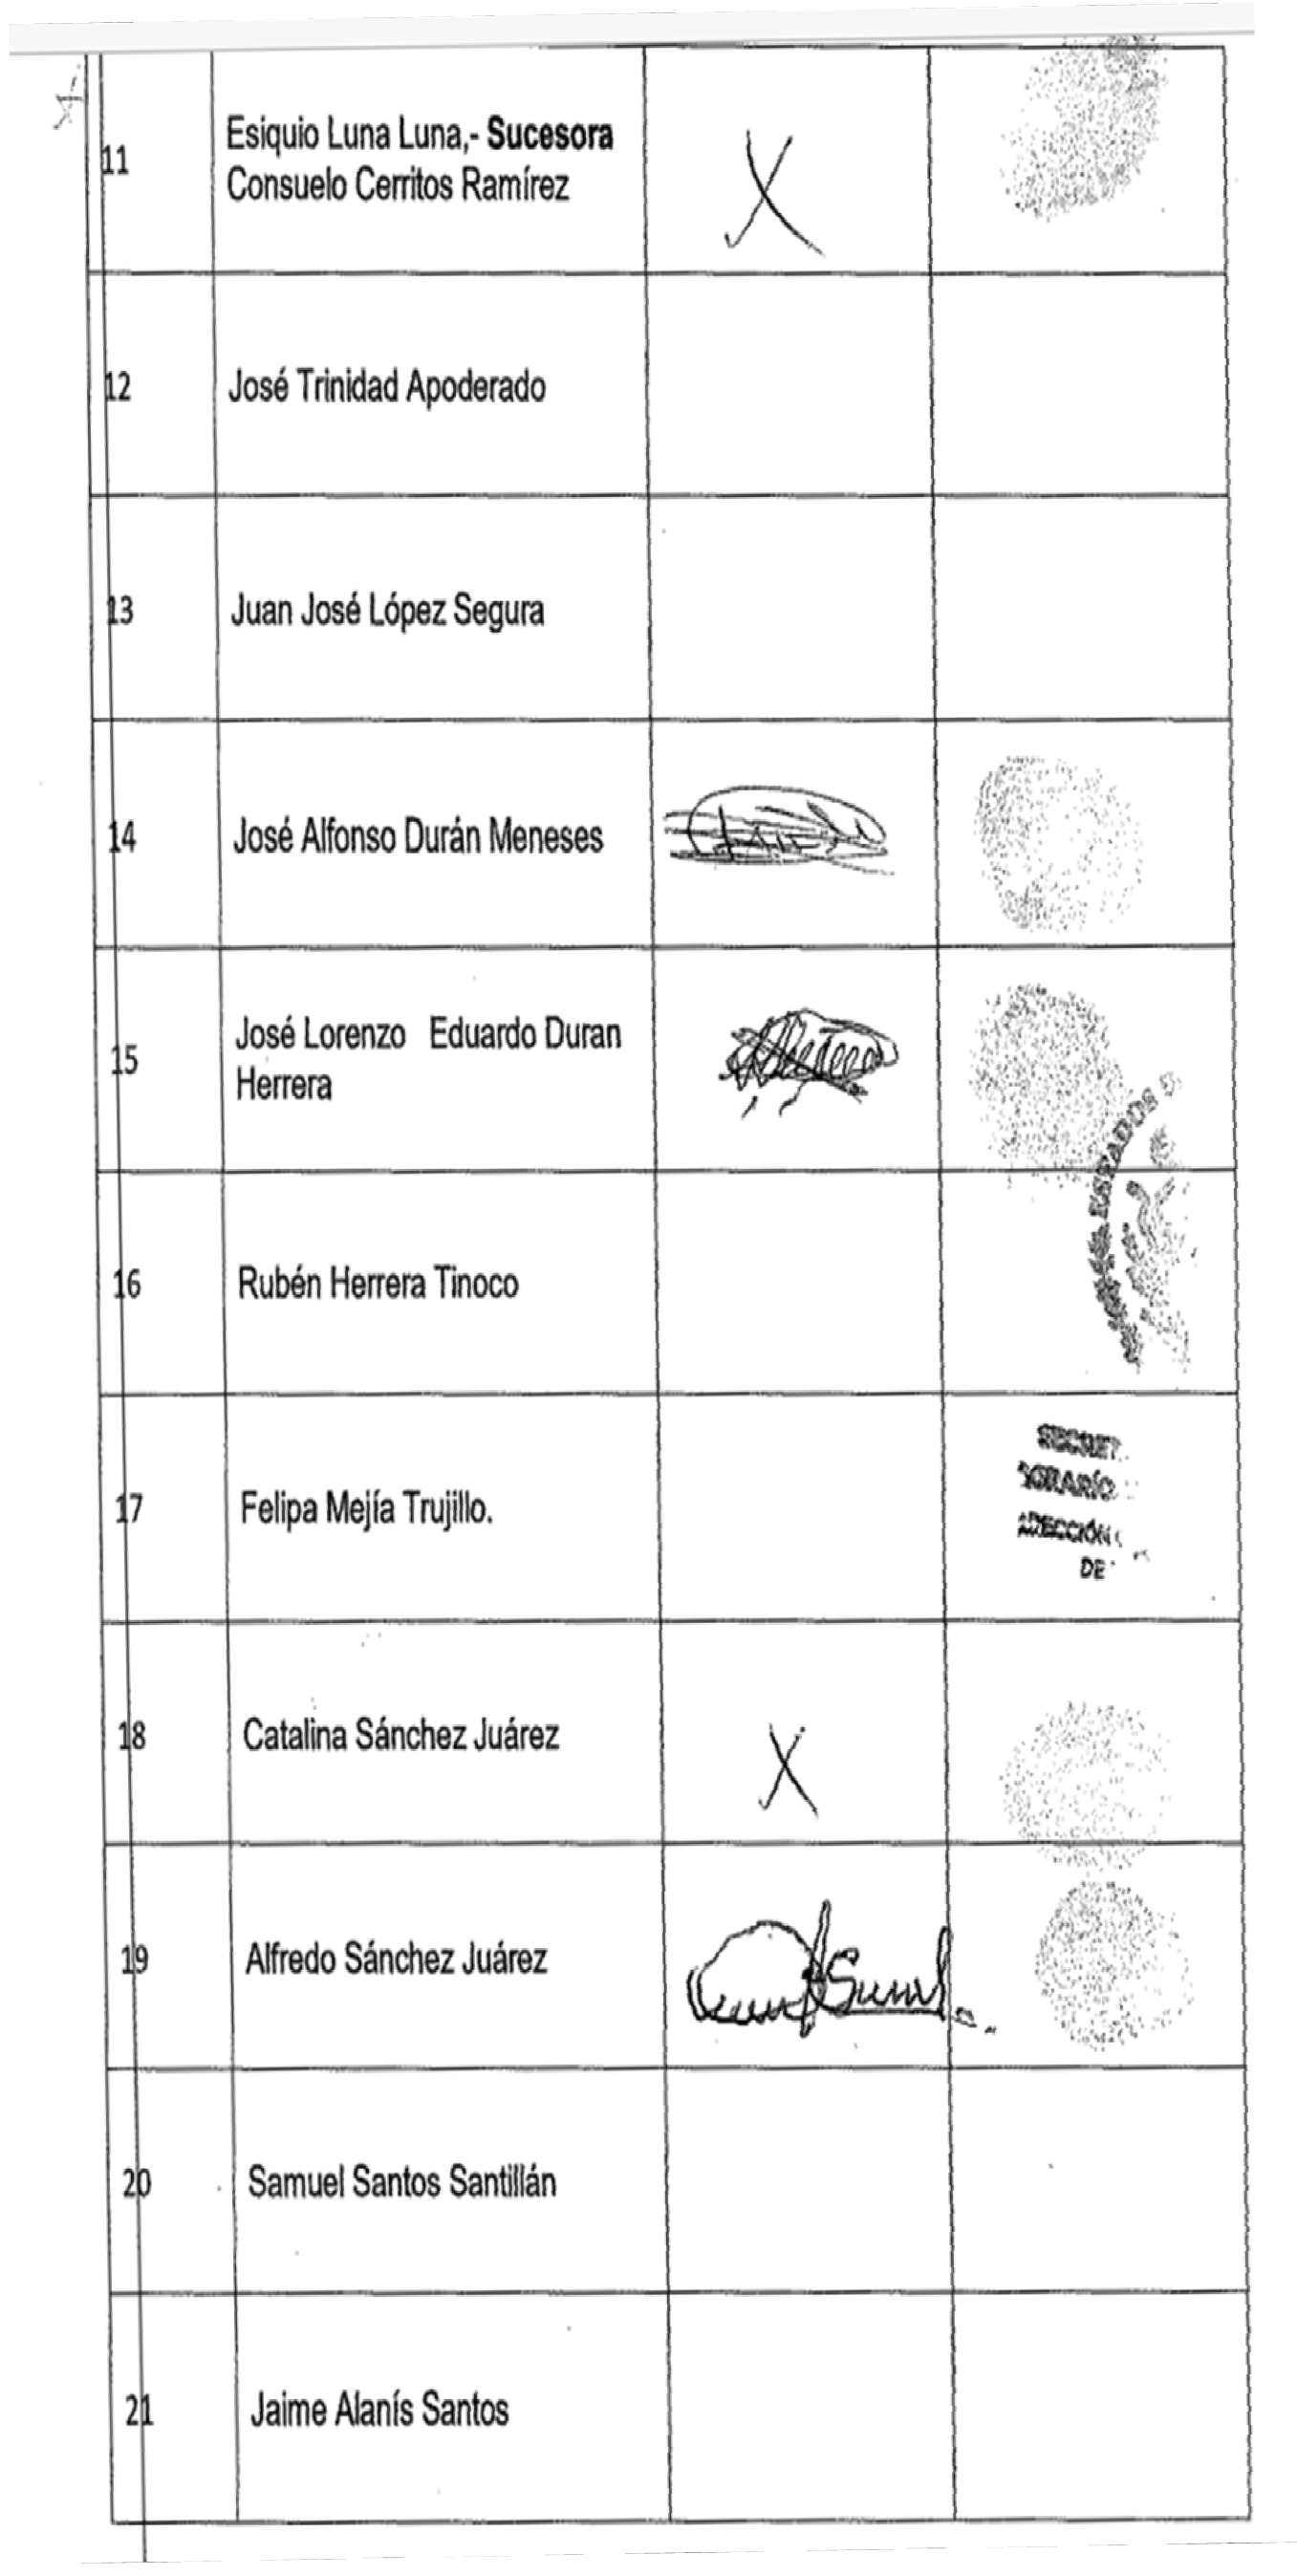 11
Esiquio Luna Luna,- Sucesora
Consuelo Cerritos Ramírez
X
12
José Trinidad Apoderado
13
Juan José López Segura
14
José Alfonso Durán Meneses
15
José Lorenzo Eduardo Duran
Herrera
ESTADOS
16
Rubén Herrera Tinoco
17
Felipa Mejía Trujillo.
DE
18
Catalina Sánchez Juárez
X
19
Alfredo Sánchez Juárez
20
Samuel Santos Santillán
21
Jaime Alanís Santos